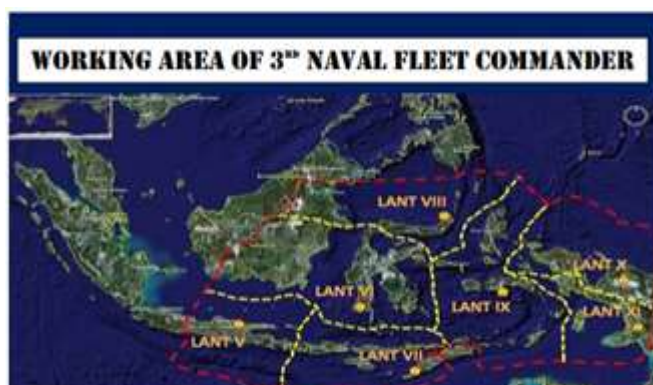 WORKING AREA OF 3RD NAVAL FLEET COMMANDER
LANT VIII
LANT X
LANT VI
LANT IX
LANT XI
LANT V
LANT VII